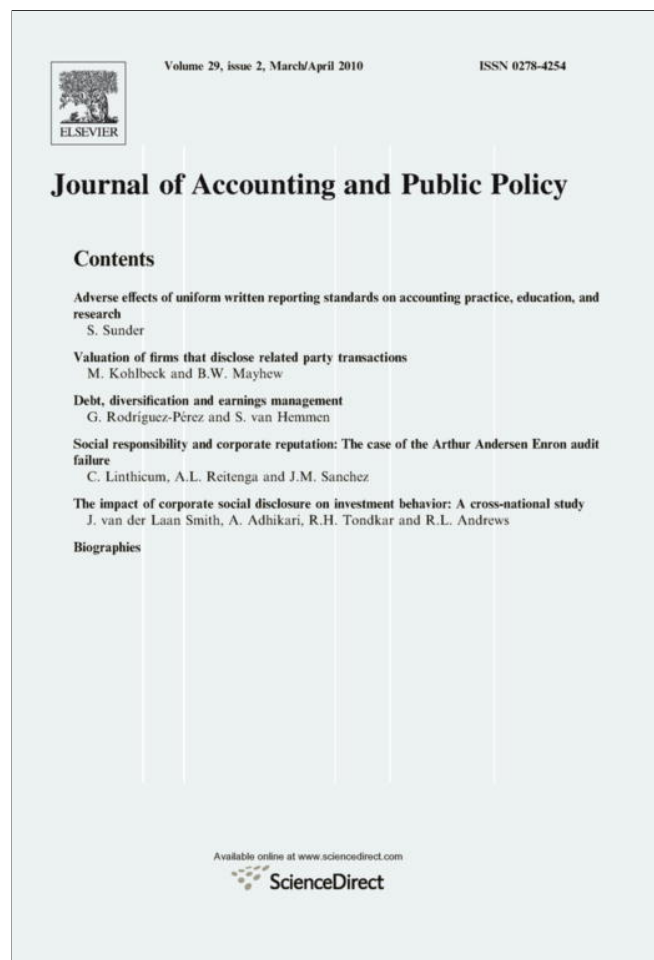 Volume 29, issue 2, March/April 2010 ISSN 0278-4254
ELSEVIER
Journal of Accounting and Public Policy
Contents
Adverse effects of uniform written reporting standards on accounting practice, education, and
research
S. Sunder
Valuation of firms that disclose related party transactions
M. Kohlbeck and B.W. Mayhew
Debt, diversification and earnings management
G. Rodríguez-Pérez and S. van Hemmen
Social responsibility and corporate reputation: The case of the Arthur Andersen Enron audit
failure
C. Linthicum, A.L. Reitenga and J.M. Sanchez
The impact of corporate social disclosure on investment behavior: A cross-national study
J. van der Laan Smith, A. Adhikari, R.H. Tondkar and R.L. Andrews
Biographies
Available online at www.sciencedirect.com
ScienceDirect